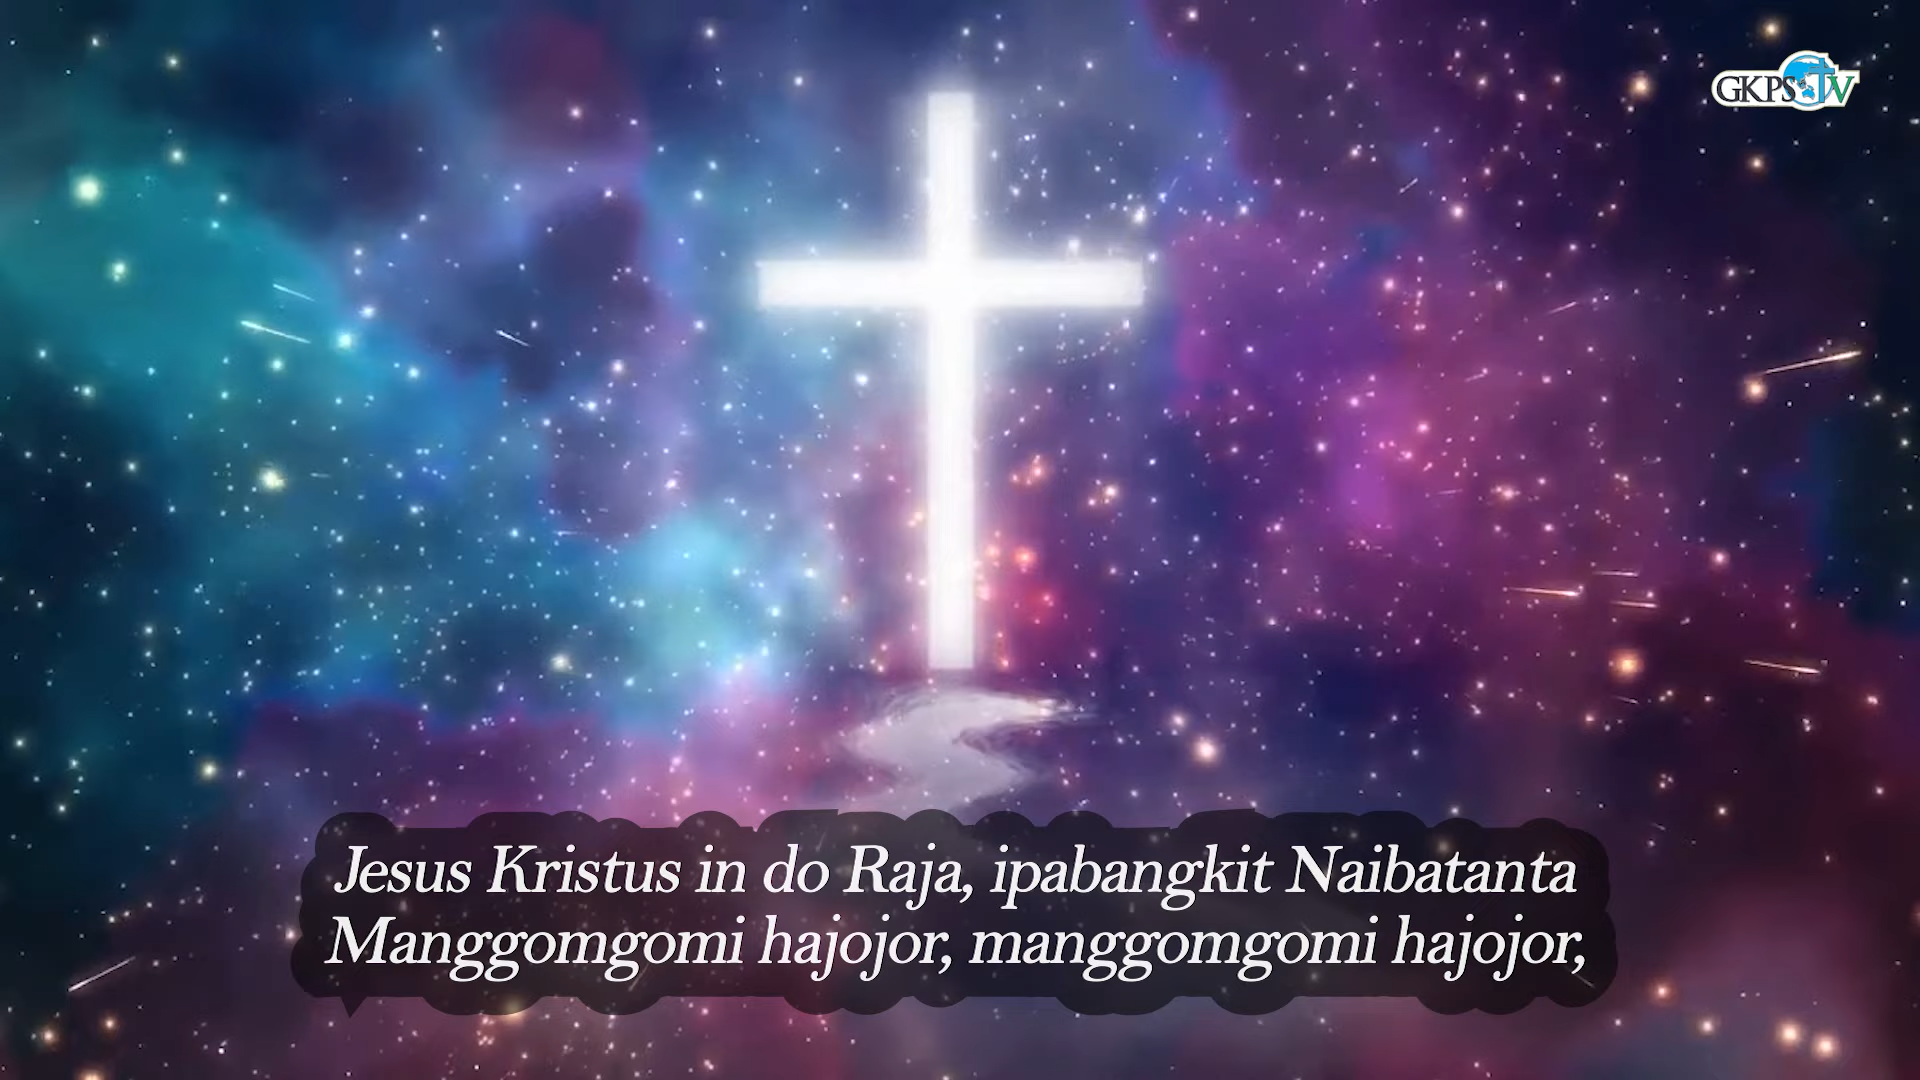 GKPS TV
Jesus Kristus in do Raja, ipabangkit Naibatanta
Manggomgomi hajojor, manggomgomi hajojor,